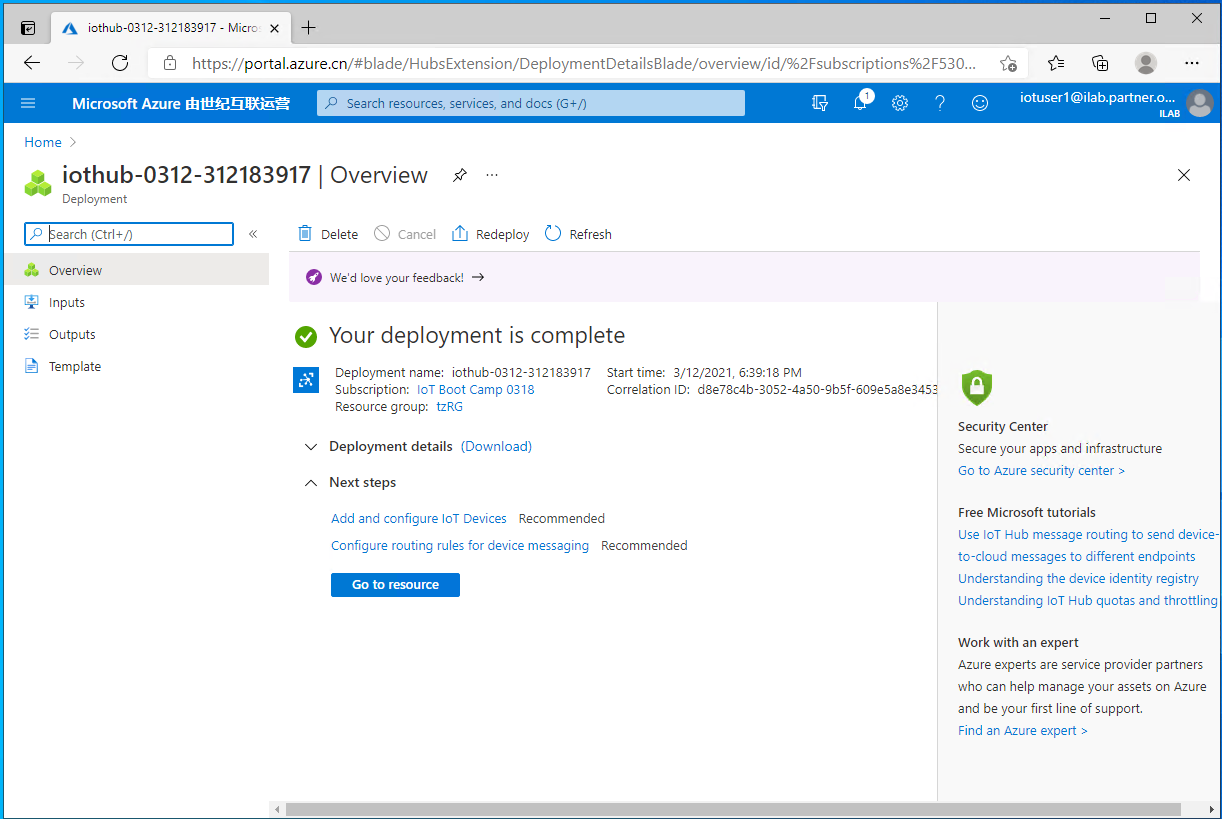 iothub-0312-312183917 - Micro
https://portal.azure.cn/#blade/HubsExtension/DeploymentDetailsBlade/overview/id/%2Fsubscriptions%2F530...
Microsoft Azure 由世纪互联运营
Search resources, services, and docs (G+/)
1
iotuser1@ilab.partner.o...
ILAB
Home
iothub-0312-312183917 | Overview
Deployment
Search (Ctrl+/)
Overview
Inputs
Outputs
Template
Delete
Cancel
Redeploy
Refresh
We'd love your feedback!
Your deployment is complete
Deployment name: iothub-0312-312183917
Subscription: IoT Boot Camp 0318
Resource group: tzRG
Start time: 3/12/2021, 6:39:18 PM
Correlation ID: d8e78c4b-3052-4a50-9b5f-609e5a8e3453
Deployment details (Download)
Next steps
Add and configure IoT Devices Recommended
Configure routing rules for device messaging Recommended
Go to resource
Security Center
Secure your apps and infrastructure
Go to Azure security center >
Free Microsoft tutorials
Use IoT Hub message routing to send device-
to-cloud messages to different endpoints
Understanding the device identity registry
Understanding IoT Hub quotas and throttling
Work with an expert
Azure experts are service provider partners
who can help manage your assets on Azure
and be your first line of support.
Find an Azure expert >